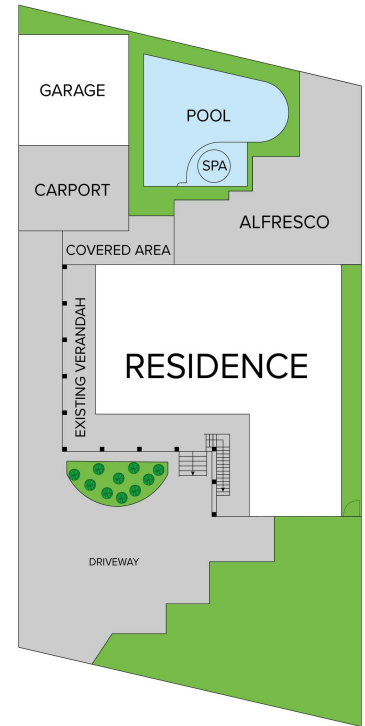 GARAGE
POOL
SPA
CARPORT
ALFRESCO
COVERED AREA
EXISTING VERANDAH
RESIDENCE
DRIVEWAY